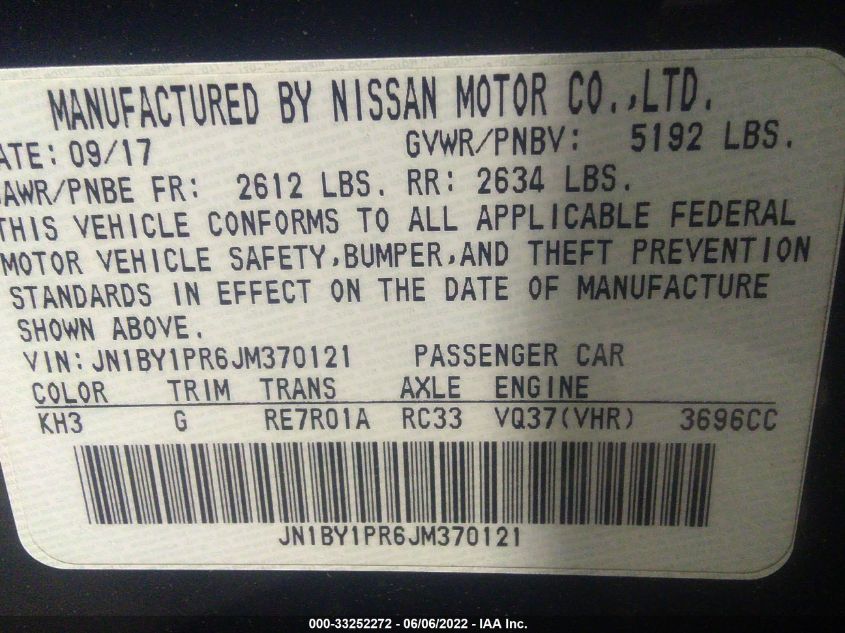 MANUFACTURED BY NISSAN MOTOR CO.,LTD.
ATE: 09/17 GVWR/PNBV: 5192 LBS.
AWR/PNBE FR: 2612 LBS. RR: 2634 LBS.
THIS VEHICLE CONFORMS TO ALL APPLICABLE FEDERAL
MOTOR VEHICLE SAFETY,BUMPER,AND THEFT PREVENTION
STANDARDS IN EFFECT ON THE DATE OF MANUFACTURE
SHOWN ABOVE.
VIN: JN1BY1PR6JM370121 PASSENGER CAR
COLOR TRIM TRANS AXLE ENGINE
KH3 G RE7R01A RC33 VQ37(VHR) 3696CC
JN1BY1PR6JM370121
000-33252272 - 06/06/2022 - IAA Inc.